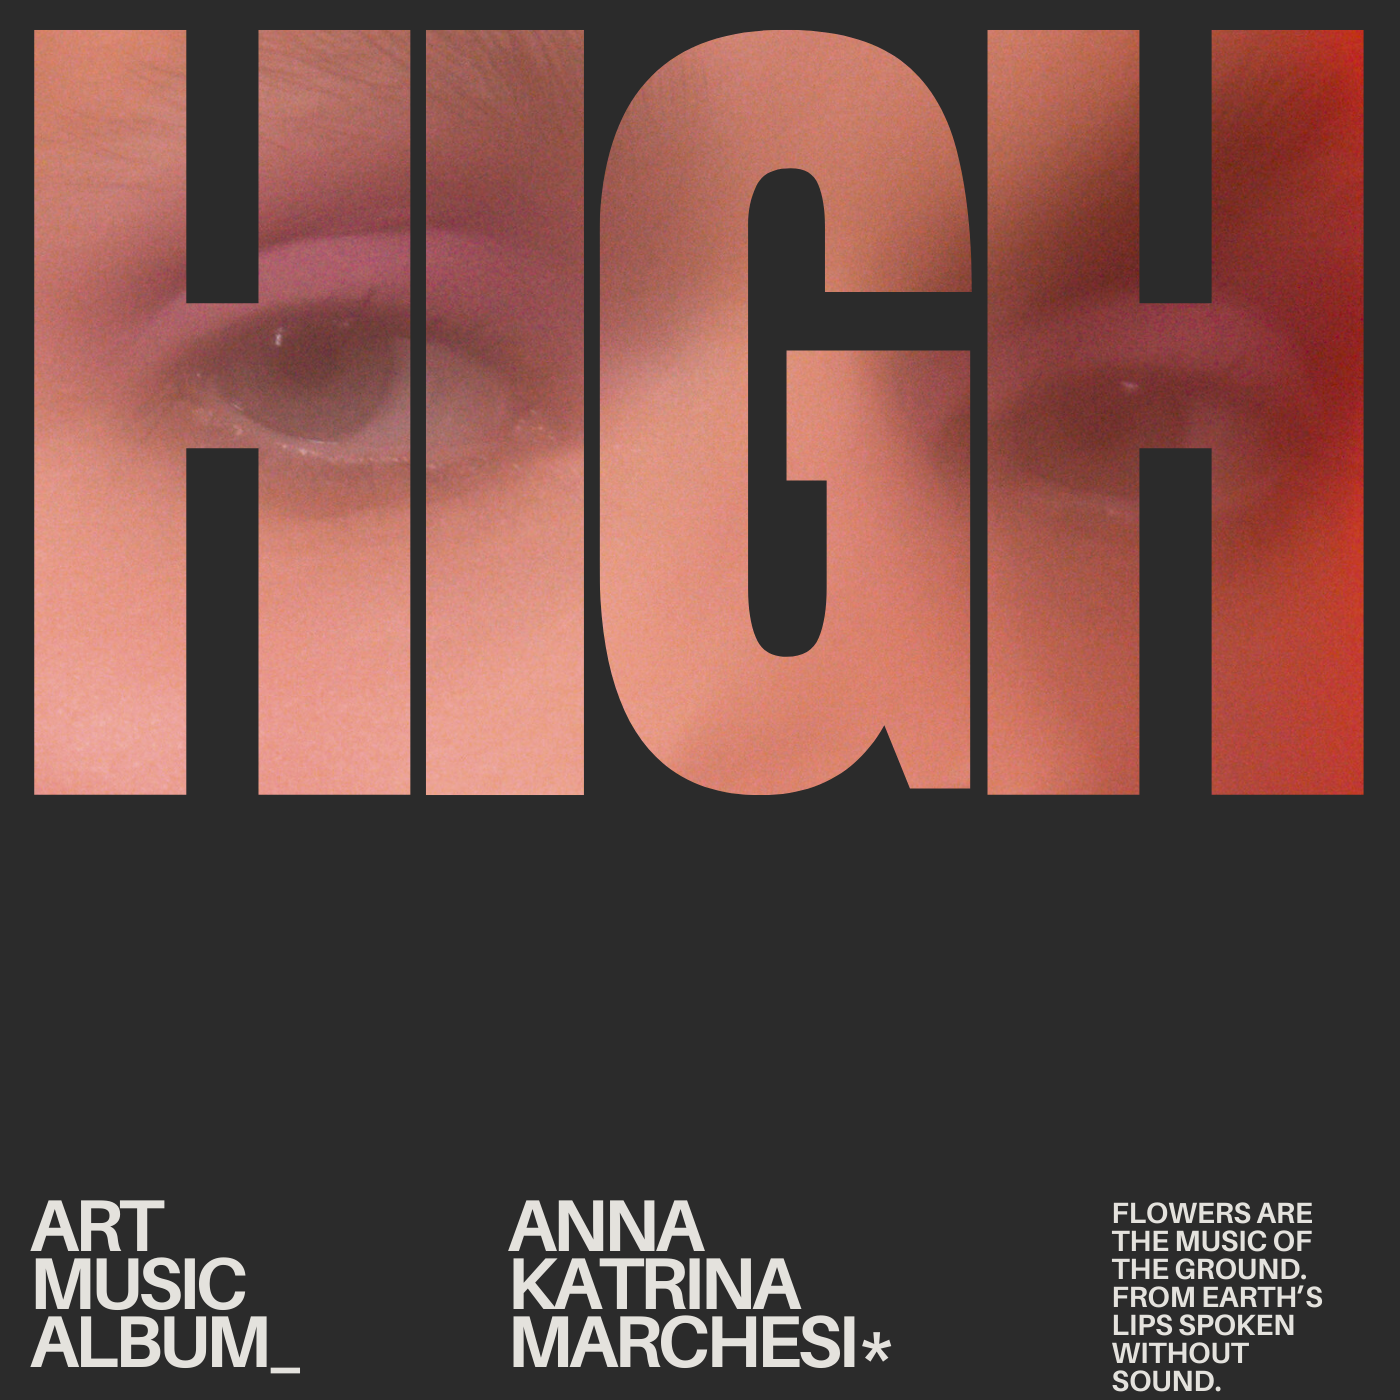 HIGH
ART
MUSIC
ALBUM_
ANNA
KATRINA
MARCHESI*
FLOWERS ARE
THE MUSIC OF
THE GROUND.
FROM EARTH’S
LIPS SPOKEN
WITHOUT
SOUND.